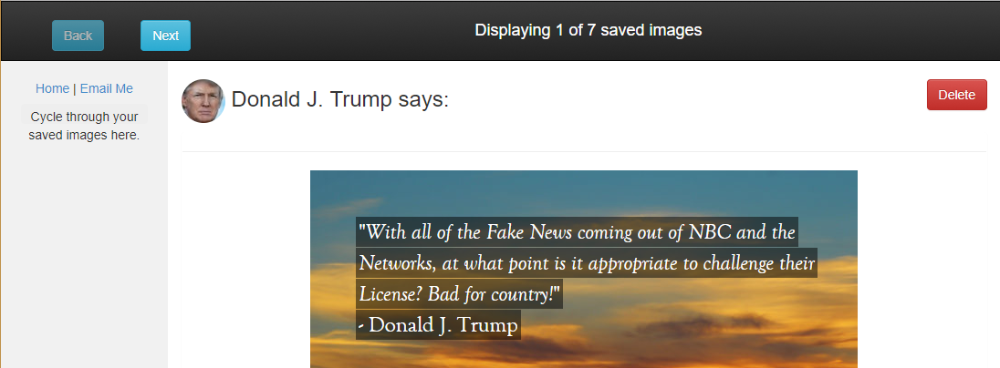 Back
Next
Displaying 1 of 7 saved images
Home | Email Me
Cycle through your
saved images here.
Donald J. Trump says:
Delete
"With all of the Fake News coming out of NBC and the
Networks, at what point is it appropriate to challenge their
License? Bad for country!"
- Donald J. Trump